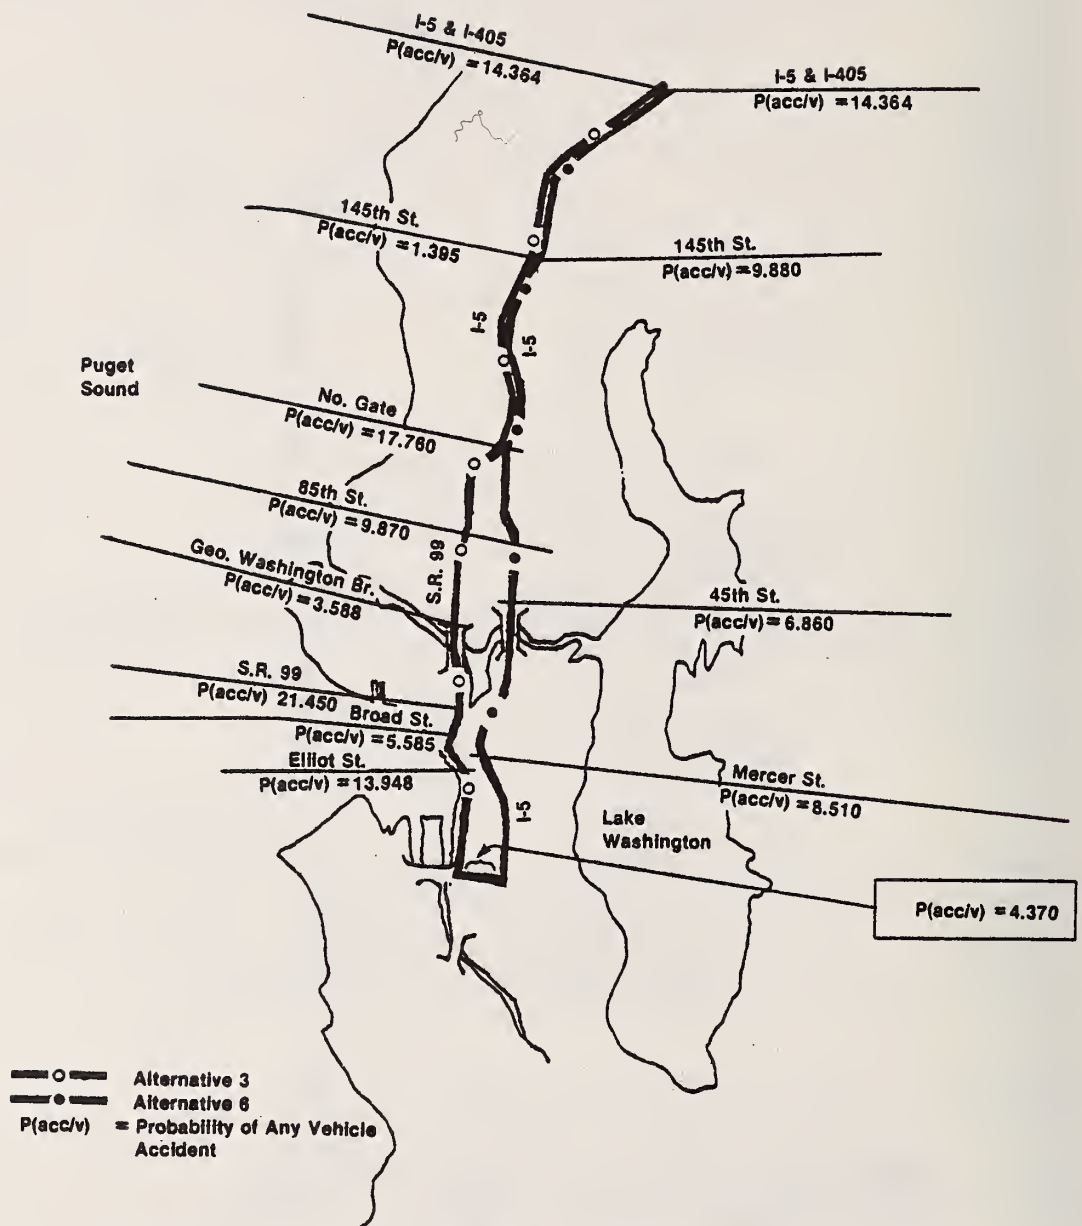 I-5 & I-405
P(acc/v) =14.364
I-5 & I-405
P(acc/v) =14.364
145th St.
P(acc/v) =1.395
145th St.
P(acc/v) =9.880
I-5
I-5
Puget
Sound
No. Gate
P(acc/v) =17.760
85th St.
P(acc/v) =9.870
S.R. 99
Geo. Washington Br.
P(acc/v) =3.588
45th St.
P(acc/v) =6.860
S.R. 99
P(acc/v) 21.450
Broad St.
P(acc/v) =5.585
Elliot St.
P(acc/v) =13.948
Mercer St.
P(acc/v) =8.510
I-5
Lake
Washington
P(acc/v) =4.370
Alternative 3
Alternative 6
P(acc/v) = Probability of Any Vehicle
Accident